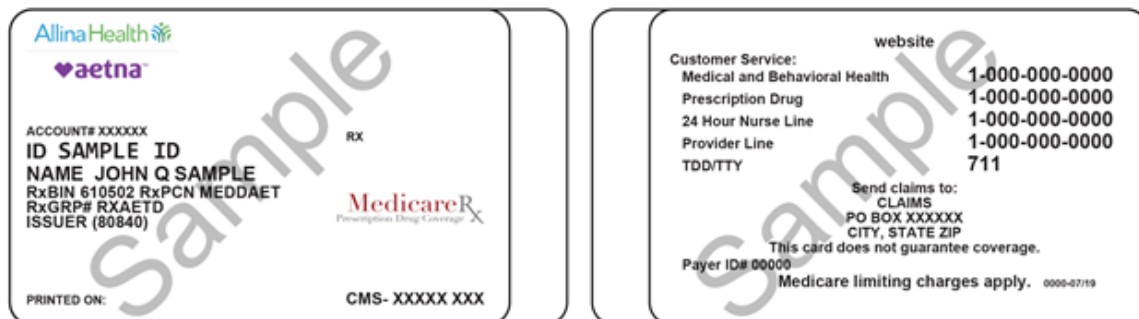 Allina Health
aetna
ACCOUNT# XXXXXX
RX
ID SAMPLE ID
NAME JOHN Q SAMPLE
RxBIN 610502 RxPCN MEDDAET
RxGRP# RXAETD
ISSUER (80840)
MedicareRx
Prescription Drug Coverage
PRINTED ON:
CMS- XXXXX XXX
Sample
website
Customer Service:
Medical and Behavioral Health 1-000-000-0000
Prescription Drug 1-000-000-0000
24 Hour Nurse Line 1-000-000-0000
Provider Line 1-000-000-0000
TDD/TTY 711
Send claims to:
CLAIMS
PO BOX XXXXXX
CITY, STATE ZIP
This card does not guarantee coverage.
Payer ID# 00000
Medicare limiting charges apply. 0000-07/19
Sample